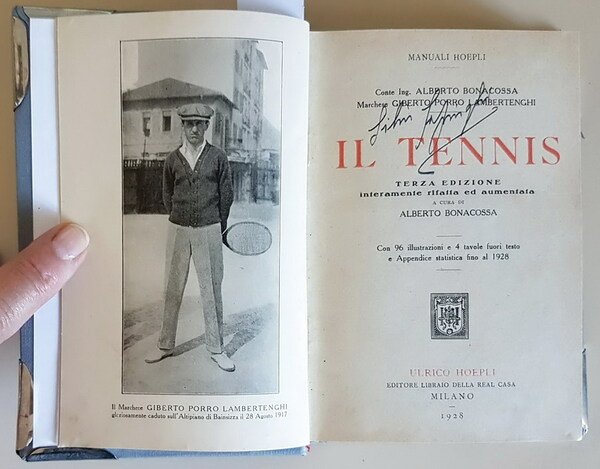 Il Marchese GIBERTO PORRO LAMBERTENGHI
gloriosamente caduto sull'Altipiano di Bainsizza il 28 Agosto 1917
MANUALI HOEPLI
Conte Ing. ALBERTO BONACOSSA
Marchese GIBERTO PORRO LAMBERTENGHI
IL TENNIS
TERZA EDIZIONE
interamente rifatta ed aumentata
A CURA DI
ALBERTO BONACOSSA
Con 96 illustrazioni e 4 tavole fuori testo
e Appendice statistica fino al 1928
ULRICO HOEPLI
EDITORE LIBRAIO DELLA REAL CASA
MILANO
1928